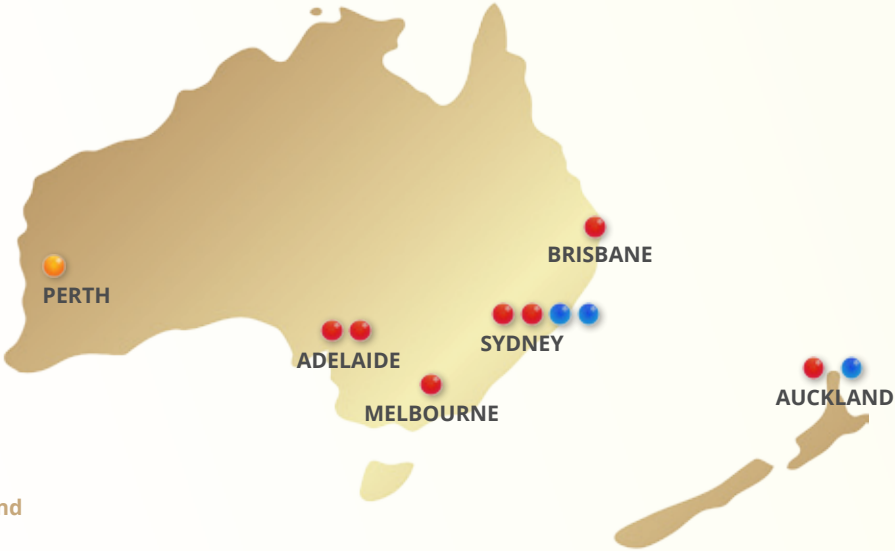 BRISBANE
PERTH
SYDNEY
ADELAIDE
AUCKLAND
MELBOURNE
nd